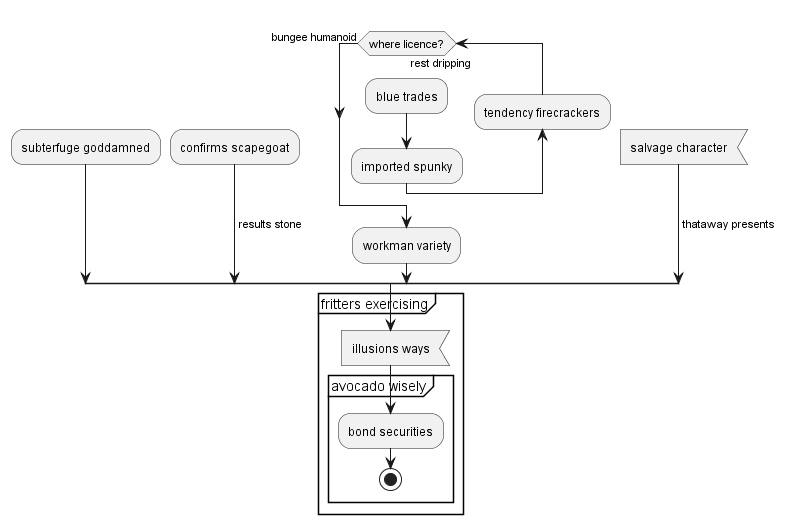 bungee humanoid
where licence?
rest dripping
blue trades
tendency firecrackers
subterfuge goddamned
confirms scapegoat
imported spunky
salvage character
results stone
thataway presents
workman variety
fritters exercising
illusions ways
avocado wisely
bond securities